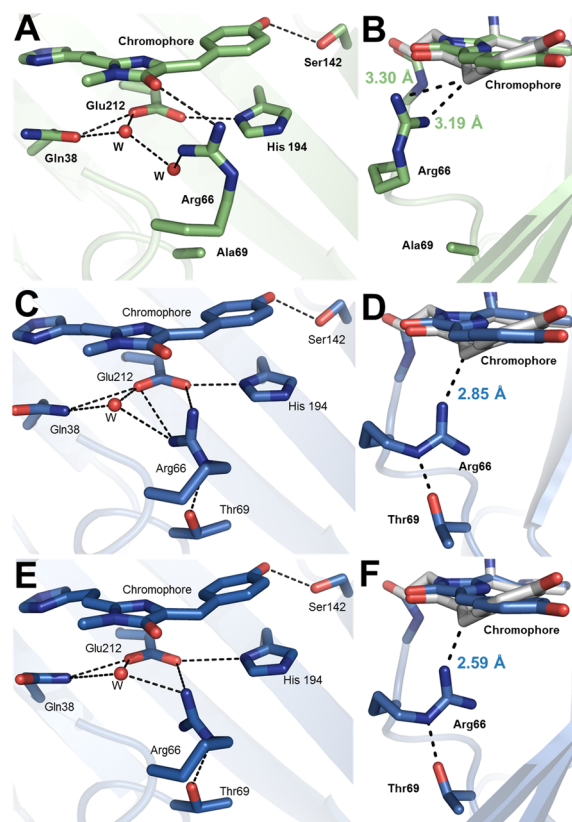 A
Chromophore
Ser142
Glu212
Gln38
W
W
His 194
Arg66
Ala69
B
3.30 Å
Chromophore
3.19 Å
Arg66
Ala69
C
Chromophore
Ser142
Glu212
Gln38
W
His 194
Arg66
Thr69
D
Chromophore
2.85 Å
Arg66
Thr69
E
Chromophore
Ser142
Glu212
Gln38
W
His 194
Arg66
Thr69
F
Chromophore
2.59 Å
Arg66
Thr69